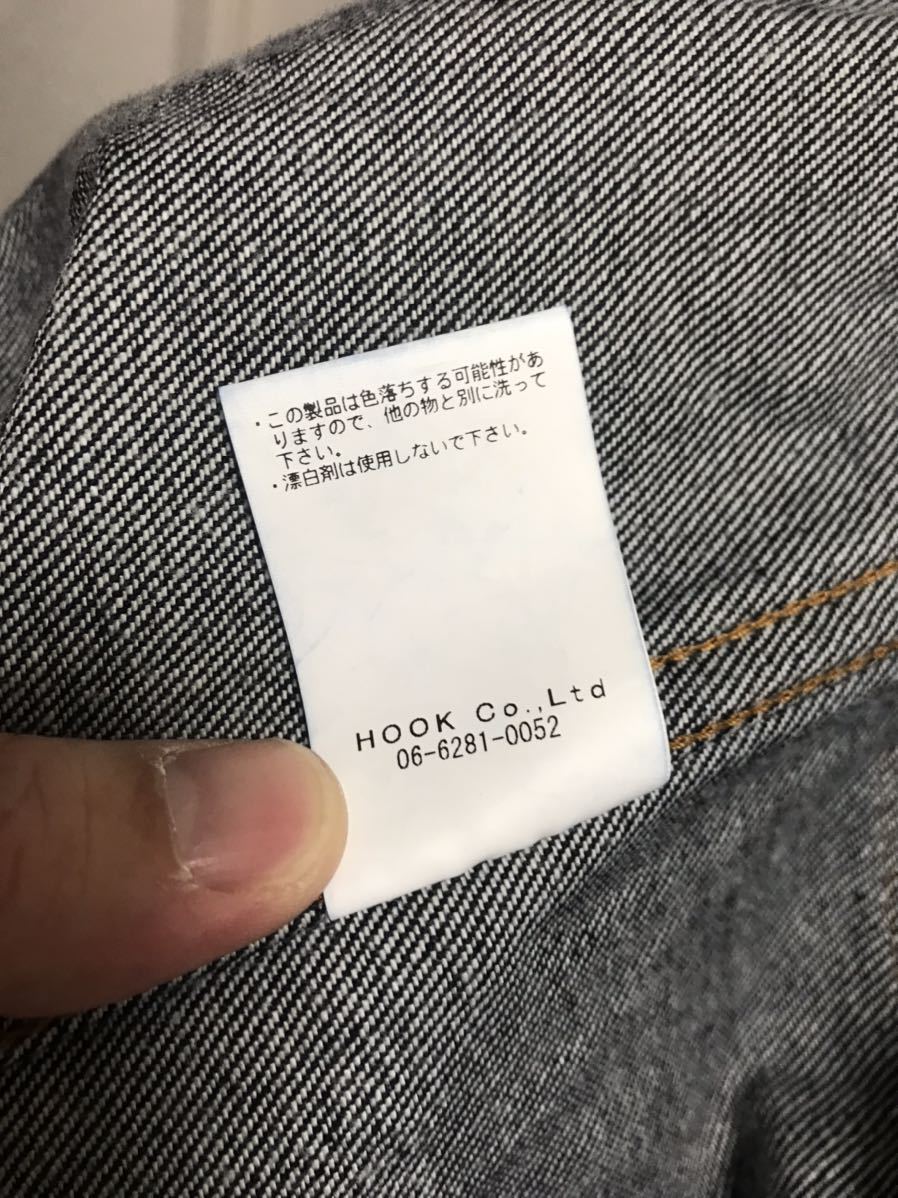 ・この製品は色落ちする可能性があ
りますので、他の物と別に洗って
下さい。
・漂白剤は使用しないで下さい。
HOOK Co.,Ltd
06-6281-0052